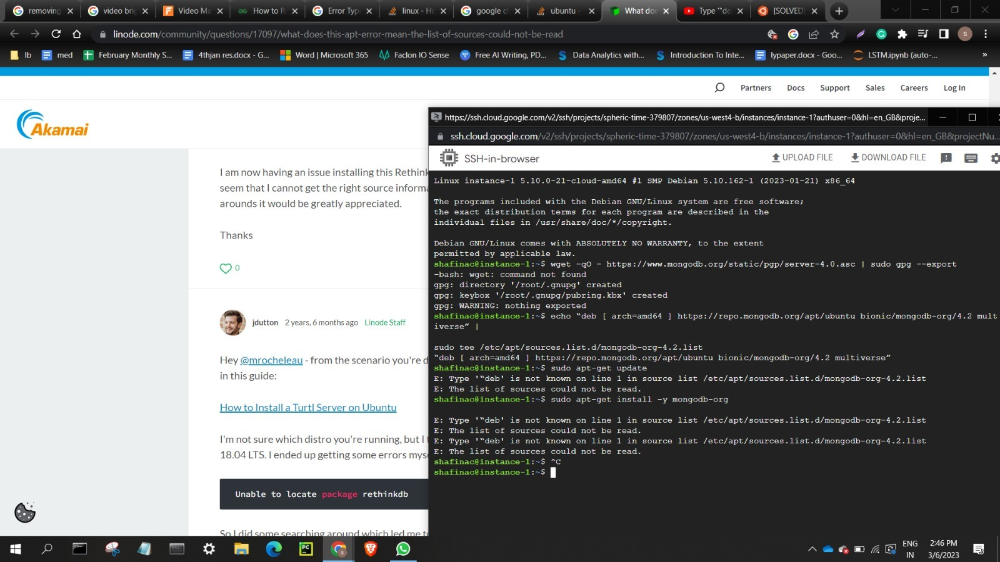 removing
video bri
Video Ma
How to R
Error Typ
linux - Ho
google cl
ubuntu -
What doe
Type '"de
[SOLVED]
linode.com/community/questions/17097/what-does-this-apt-error-mean-the-list-of-sources-could-not-be-read
S
lb
med
February Monthly S...
4thjan res.docx - G...
Word | Microsoft 365
Faclon IO Sense
Free AI Writing, PD...
Data Analytics with...
Introduction To Inte...
lypaper.docx - Goo...
LSTM.ipynb (auto-...
»
Partners
Docs
Support
Sales
Careers
Log In
Akamai
I am now having an issue installing this Rethink
seem that I cannot get the right source informa
arounds it would be greatly appreciated.
Thanks
0
jdutton 2 years, 6 months ago Linode Staff
Hey @mrocheleau - from the scenario you're d
in this guide:
How to Install a Turtl Server on Ubuntu
I'm not sure which distro you're running, but I t
18.04 LTS. I ended up getting some errors myse
Unable to locate package rethinkdb
So I did some searching around which led me to
https://ssh.cloud.google.com/v2/ssh/projects/spheric-time-379807/zones/us-west4-b/instances/instance-1?authuser=0&hl=en_GB&proje...
ssh.cloud.google.com/v2/ssh/projects/spheric-time-379807/zones/us-west4-b/instances/instance-1?authuser=0&hl=en_GB&projectNu...
SSH-in-browser
UPLOAD FILE
DOWNLOAD FILE
Linux instance-1 5.10.0-21-cloud-amd64 #1 SMP Debian 5.10.162-1 (2023-01-21) x86_64
The programs included with the Debian GNU/Linux system are free software;
the exact distribution terms for each program are described in the
individual files in /usr/share/doc/*/copyright.
Debian GNU/Linux comes with ABSOLUTELY NO WARRANTY, to the extent
permitted by applicable law.
shafinac@instance-1:~$ wget -qO - https://www.mongodb.org/static/pgp/server-4.0.asc | sudo gpg --export
-bash: wget: command not found
gpg: directory '/root/.gnupg' created
gpg: keybox '/root/.gnupg/pubring.kbx' created
gpg: WARNING: nothing exported
shafinac@instance-1:~$ echo “deb [ arch=amd64 ] https://repo.mongodb.org/apt/ubuntu bionic/mongodb-org/4.2 mult
iverse” |
sudo tee /etc/apt/sources.list.d/mongodb-org-4.2.list
“deb [ arch=amd64 ] https://repo.mongodb.org/apt/ubuntu bionic/mongodb-org/4.2 multiverse”
shafinac@instance-1:~$ sudo apt-get update
E: Type '“deb' is not known on line 1 in source list /etc/apt/sources.list.d/mongodb-org-4.2.list
E: The list of sources could not be read.
shafinac@instance-1:~$ sudo apt-get install -y mongodb-org
E: Type '“deb' is not known on line 1 in source list /etc/apt/sources.list.d/mongodb-org-4.2.list
E: The list of sources could not be read.
E: Type '“deb' is not known on line 1 in source list /etc/apt/sources.list.d/mongodb-org-4.2.list
E: The list of sources could not be read.
shafinac@instance-1:~$ ^C
shafinac@instance-1:~$
PC
ENG
IN
2:46 PM
3/6/2023